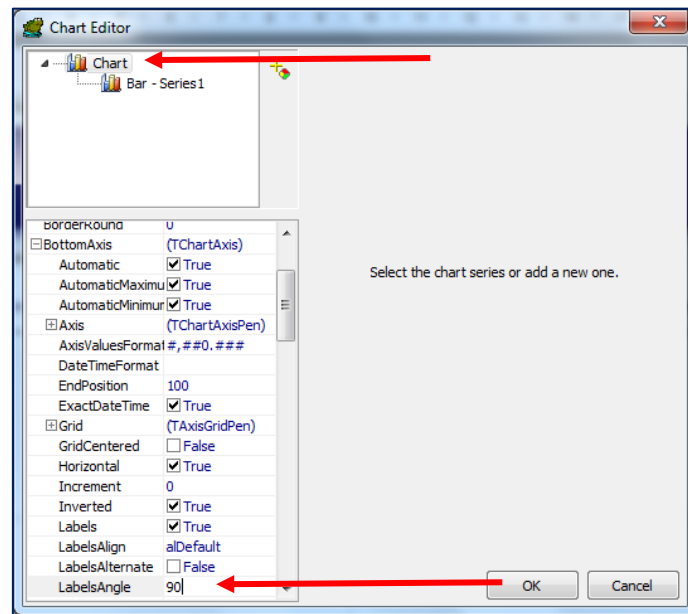 Chart Editor
Chart
Bar - Series1
BorderRound 0
BottomAxis (TChartAxis)
Automatic True
AutomaticMaximu True
AutomaticMinimur True
Axis (TChartAxisPen)
AxisValuesFormat #,##0.###
DateTimeFormat
EndPosition 100
ExactDateTime True
Grid (TAxisGridPen)
GridCentered False
Horizontal True
Increment 0
Inverted True
Labels True
LabelsAlign alDefault
LabelsAlternate False
LabelsAngle 90
Select the chart series or add a new one.
OK Cancel